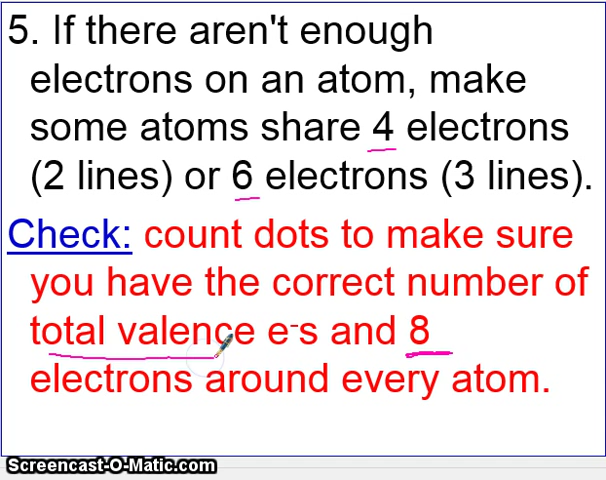 5. If there aren't enough
electrons on an atom, make
some atoms share 4 electrons
(2 lines) or 6 electrons (3 lines).
Check: count dots to make sure
you have the correct number of
total valence e⁻s and 8
electrons around every atom.
Screencast-O-Matic.com